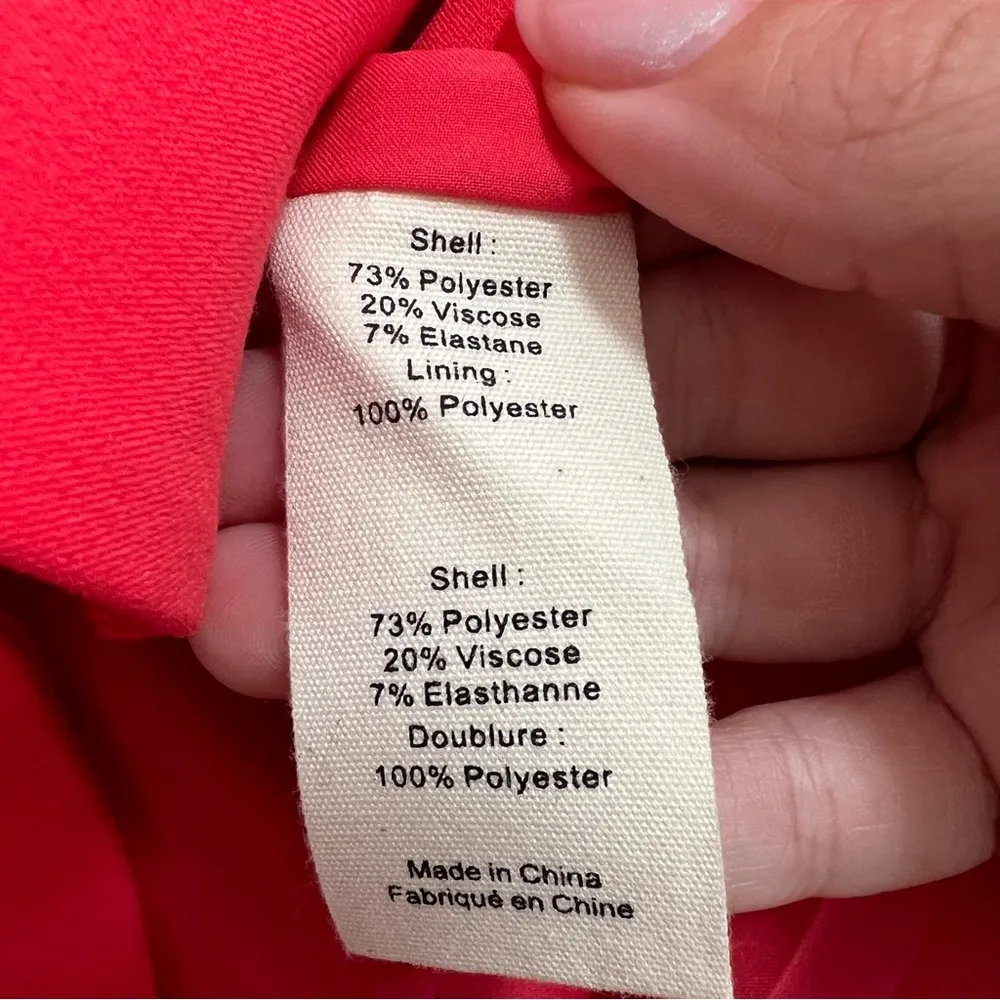 Shell :
73% Polyester
20% Viscose
7% Elastane
Lining :
100% Polyester
Shell :
73% Polyester
20% Viscose
7% Elasthanne
Doublure :
100% Polyester
Made in China
Fabriqué en Chine